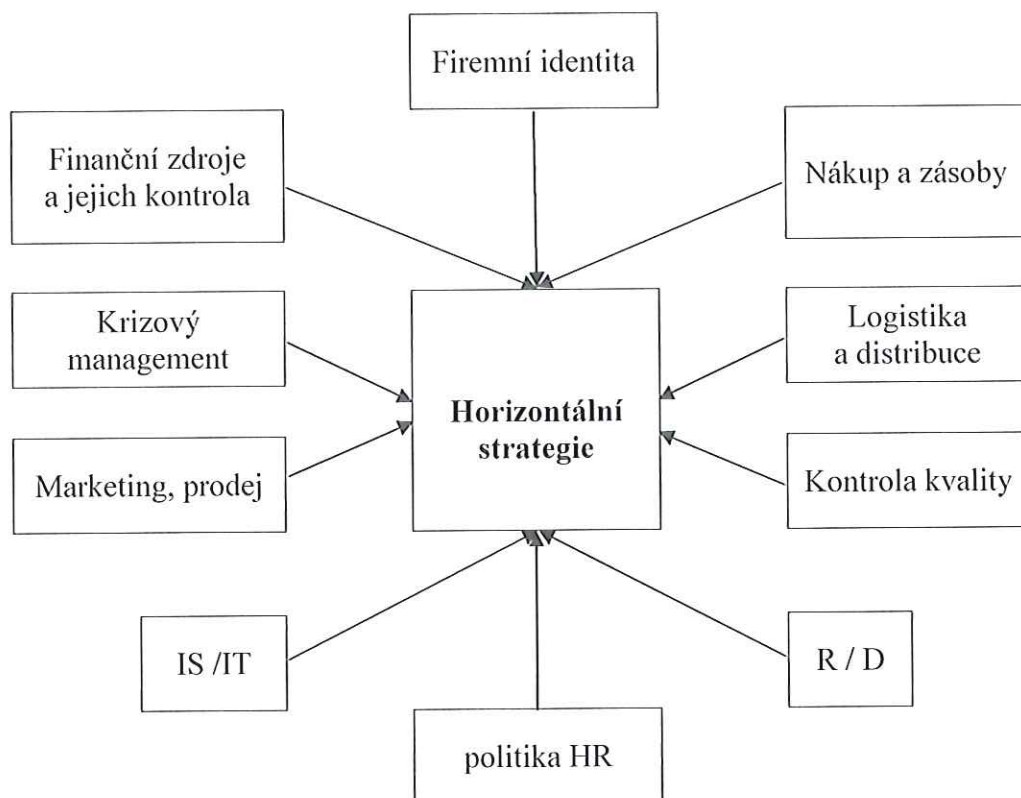 Firemní identita
Finanční zdroje
a jejich kontrola
Nákup a zásoby
Krizový
management
Logistika
a distribuce
Horizontální
strategie
Marketing, prodej
Kontrola kvality
IS /IT
R / D
politika HR